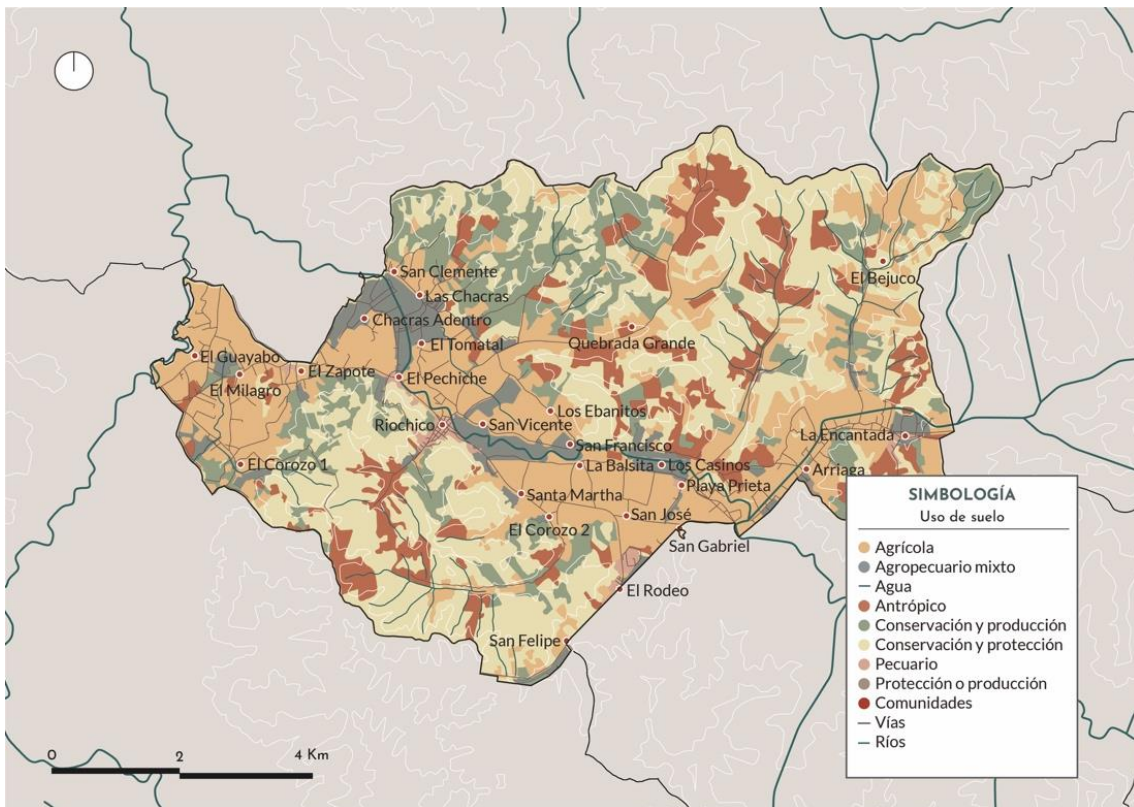 San Clemente
Las Chacras
El Bejuco
Chacras Adentro
Quebrada Grande
El Tomatal
El Guayabo
El Zapote
El Milagro
El Pechiche
Los Ebanitos
Riochico
San Vicente
La Encantada
San Francisco
El Corozo 1
La Balsita
Los Casinos
Arriaga
Playa Prieta
Santa Martha
San José
El Corozo 2
San Gabriel
El Rodeo
San Felipe
SIMBOLOGÍA
Uso de suelo
Agrícola
Agropecuario mixto
Agua
Antrópico
Conservación y producción
Conservación y protección
Pecuario
Protección o producción
Comunidades
Vías
Ríos
0 2 4 Km